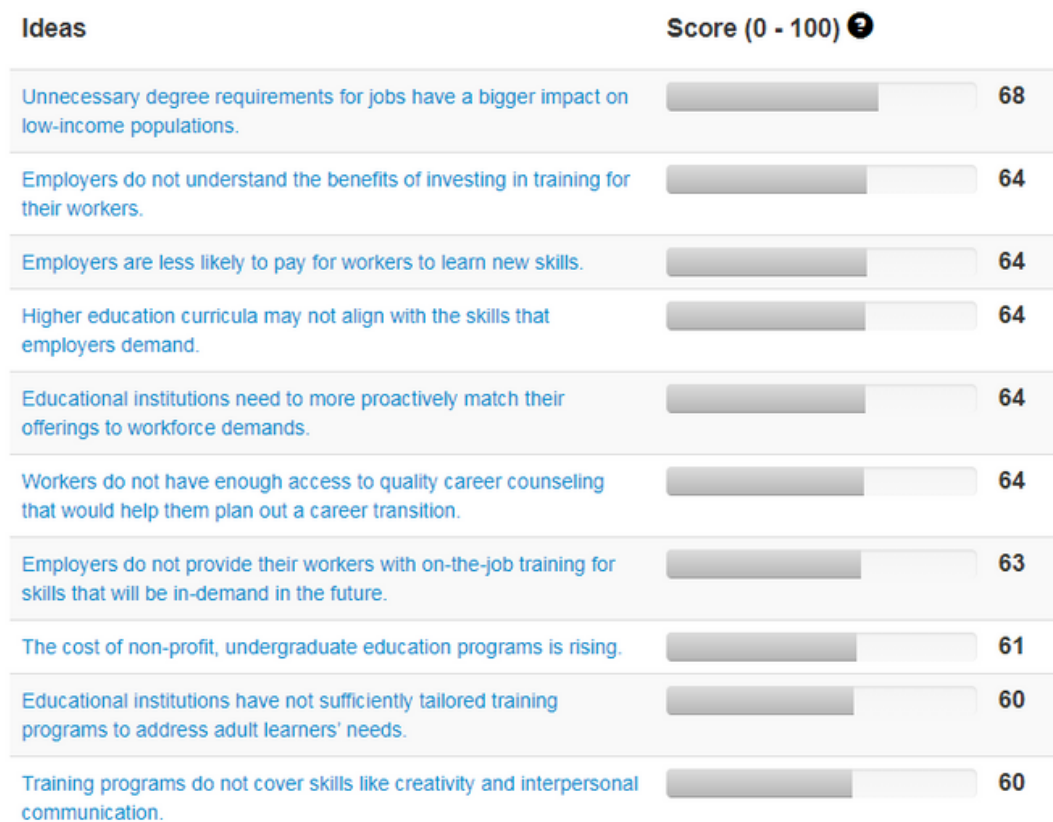 Ideas Score (0 - 100) ?
Unnecessary degree requirements for jobs have a bigger impact on 68
low-income populations.
Employers do not understand the benefits of investing in training for 64
their workers.
Employers are less likely to pay for workers to learn new skills. 64
Higher education curricula may not align with the skills that 64
employers demand.
Educational institutions need to more proactively match their 64
offerings to workforce demands.
Workers do not have enough access to quality career counseling 64
that would help them plan out a career transition.
Employers do not provide their workers with on-the-job training for 63
skills that will be in-demand in the future.
The cost of non-profit, undergraduate education programs is rising. 61
Educational institutions have not sufficiently tailored training 60
programs to address adult learners’ needs.
Training programs do not cover skills like creativity and interpersonal 60
communication.